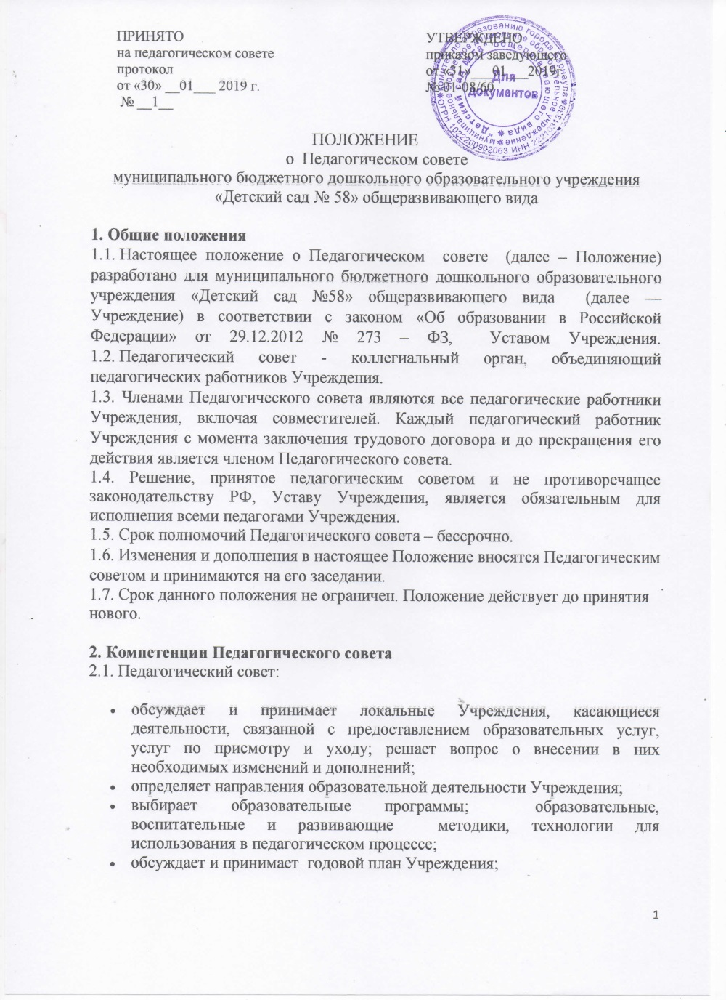 ПРИНЯТО
на педагогическом совете
протокол
от «30» __01___ 2019 г.
№ __1__
УТВЕРЖДЕНО
приказом заведующего
от «31»___01___2019г
№ 01-08/60
Для
документов
ПОЛОЖЕНИЕ
о Педагогическом совете
муниципального бюджетного дошкольного образовательного учреждения
«Детский сад № 58» общеразвивающего вида
1. Общие положения
1.1. Настоящее положение о Педагогическом совете (далее – Положение)
разработано для муниципального бюджетного дошкольного образовательного
учреждения «Детский сад №58» общеразвивающего вида (далее —
Учреждение) в соответствии с законом «Об образовании в Российской
Федерации» от 29.12.2012 № 273 – ФЗ, Уставом Учреждения.
1.2. Педагогический совет - коллегиальный орган, объединяющий
педагогических работников Учреждения.
1.3. Членами Педагогического совета являются все педагогические работники
Учреждения, включая совместителей. Каждый педагогический работник
Учреждения с момента заключения трудового договора и до прекращения его
действия является членом Педагогического совета.
1.4. Решение, принятое педагогическим советом и не противоречащее
законодательству РФ, Уставу Учреждения, является обязательным для
исполнения всеми педагогами Учреждения.
1.5. Срок полномочий Педагогического совета – бессрочно.
1.6. Изменения и дополнения в настоящее Положение вносятся Педагогическим
советом и принимаются на его заседании.
1.7. Срок данного положения не ограничен. Положение действует до принятия
нового.
2. Компетенции Педагогического совета
2.1. Педагогический совет:
• обсуждает и принимает локальные Учреждения, касающиеся
деятельности, связанной с предоставлением образовательных услуг,
услуг по присмотру и уходу; решает вопрос о внесении в них
необходимых изменений и дополнений;
• определяет направления образовательной деятельности Учреждения;
• выбирает образовательные программы; образовательные,
воспитательные и развивающие методики, технологии для
использования в педагогическом процессе;
• обсуждает и принимает годовой план Учреждения;
1